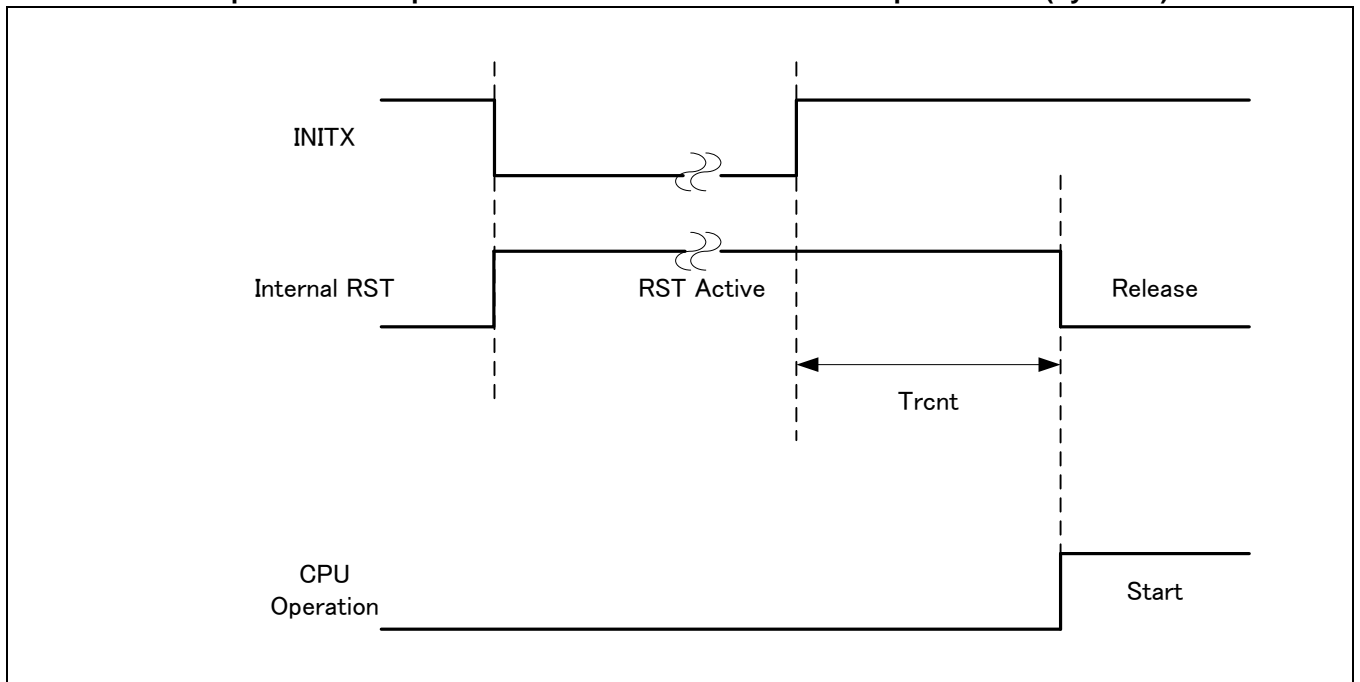 INITX
Internal RST
RST Active
Release
Trcnt
CPU
Operation
Start